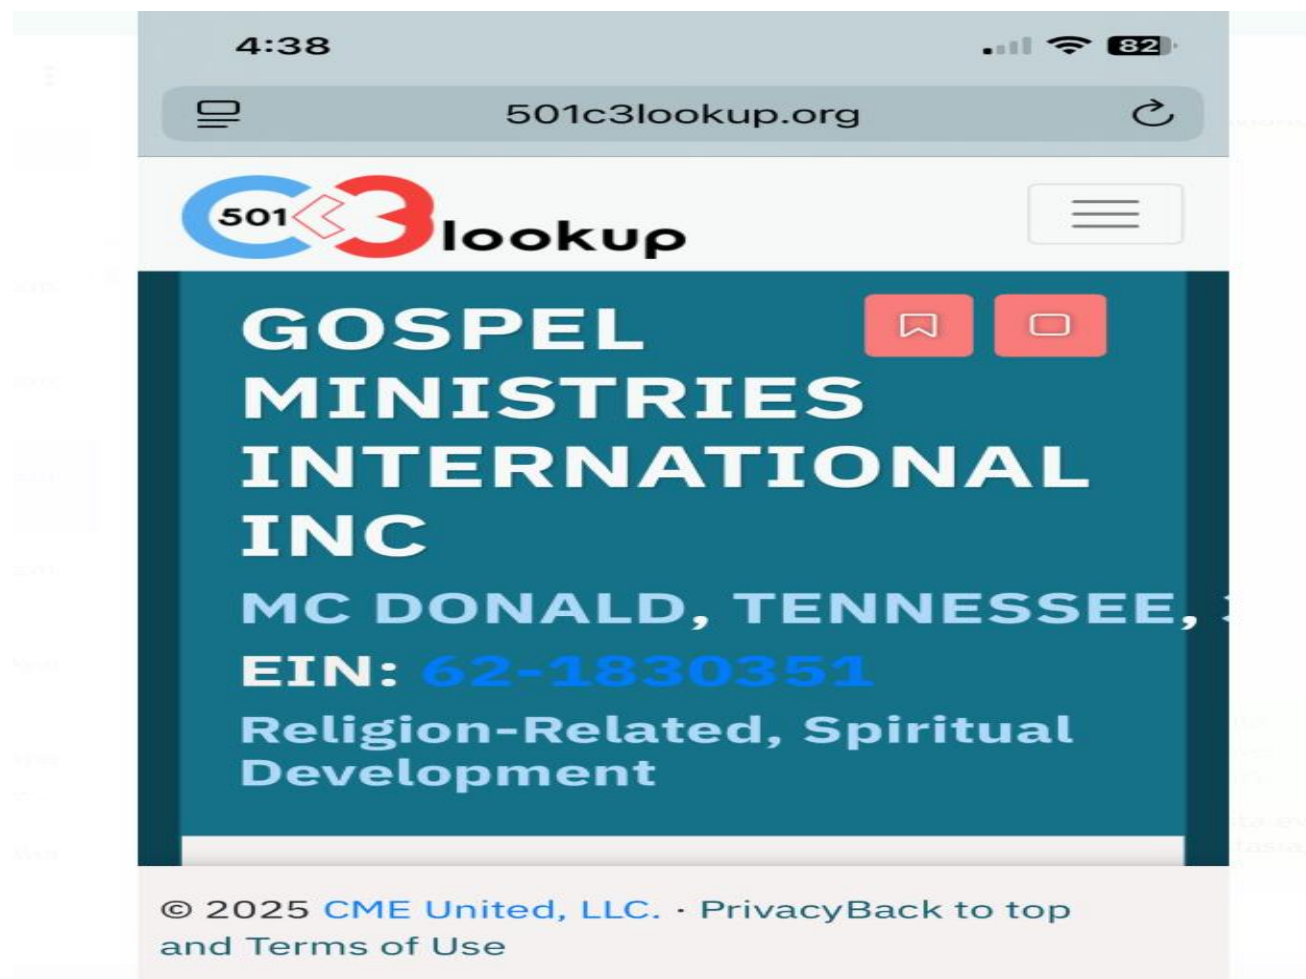 4:38
82
501c3lookup.org
501
C3
lookup
GOSPEL
MINISTRIES
INTERNATIONAL
INC
MC DONALD, TENNESSEE,
EIN: 62-1830351
Religion-Related, Spiritual
Development
© 2025 CME United, LLC. · PrivacyBack to top
and Terms of Use